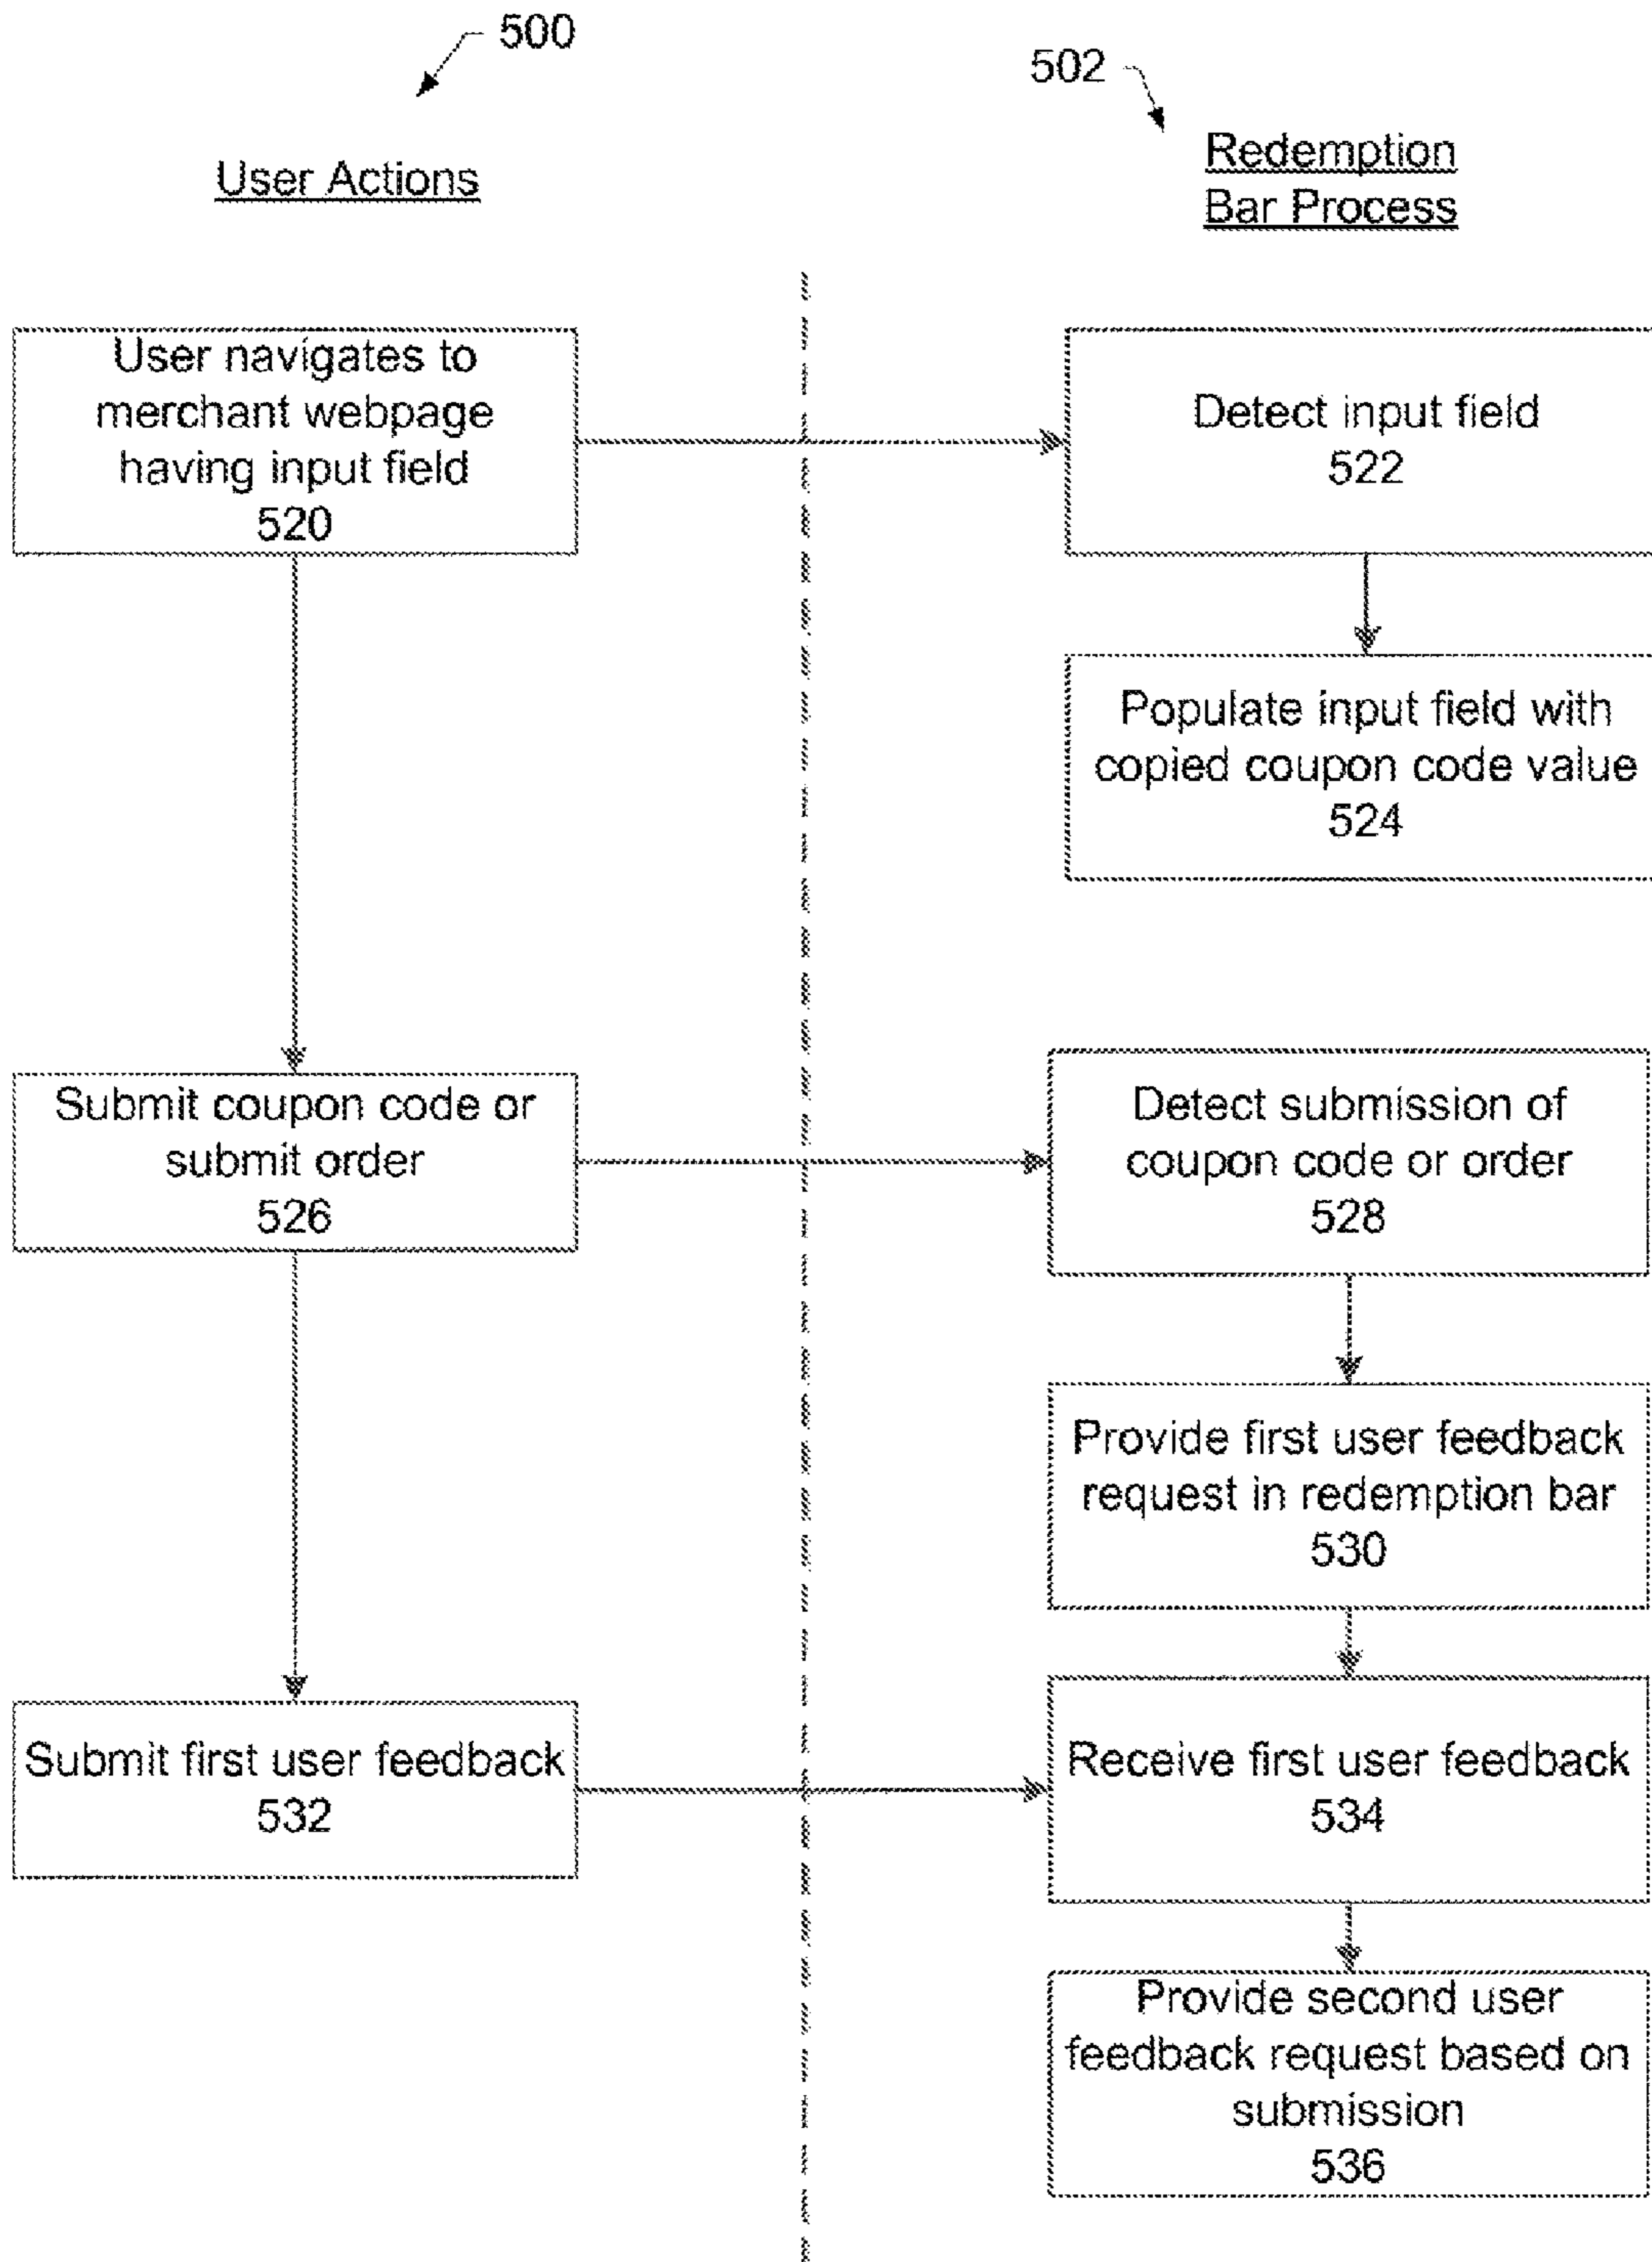 500
502
User Actions
Redemption
Bar Process
User navigates to
merchant webpage
having input field
520
Detect input field
522
Populate input field with
copied coupon code value
524
Submit coupon code or
submit order
526
Detect submission of
coupon code or order
528
Provide first user feedback
request in redemption bar
530
Submit first user feedback
532
Receive first user feedback
534
Provide second user
feedback request based on
submission
536